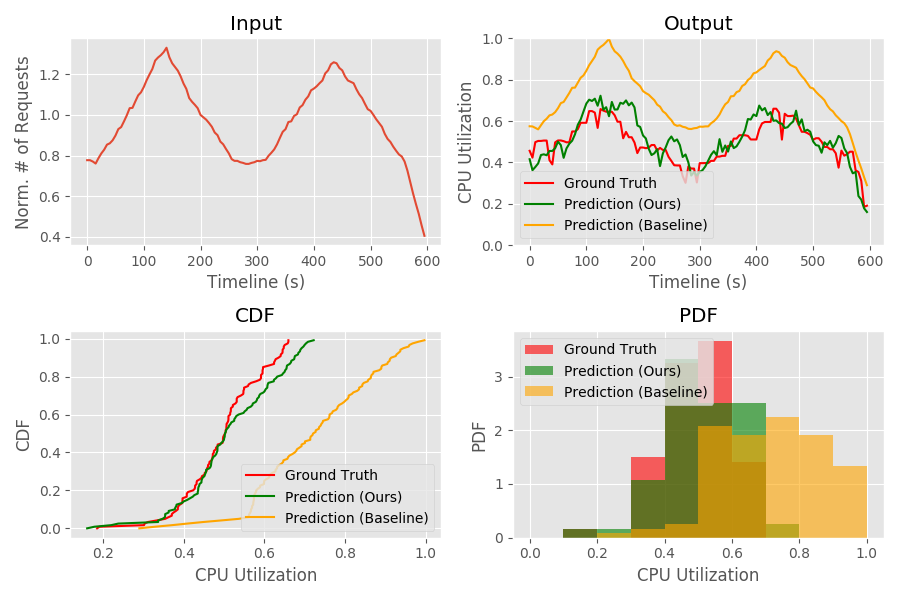 Input
Norm. # of Requests
1.2
1.0
0.8
0.6
0.4
0 100 200 300 400 500 600
Timeline (s)
Output
CPU Utilization
1.0
0.8
0.6
0.4
0.2
0.0
Ground Truth
Prediction (Ours)
Prediction (Baseline)
0 100 200 300 400 500 600
Timeline (s)
CDF
CDF
1.0
0.8
0.6
0.4
0.2
0.0
Ground Truth
Prediction (Ours)
Prediction (Baseline)
0.2 0.4 0.6 0.8 1.0
CPU Utilization
PDF
PDF
3
2
1
0
Ground Truth
Prediction (Ours)
Prediction (Baseline)
0.0 0.2 0.4 0.6 0.8 1.0
CPU Utilization